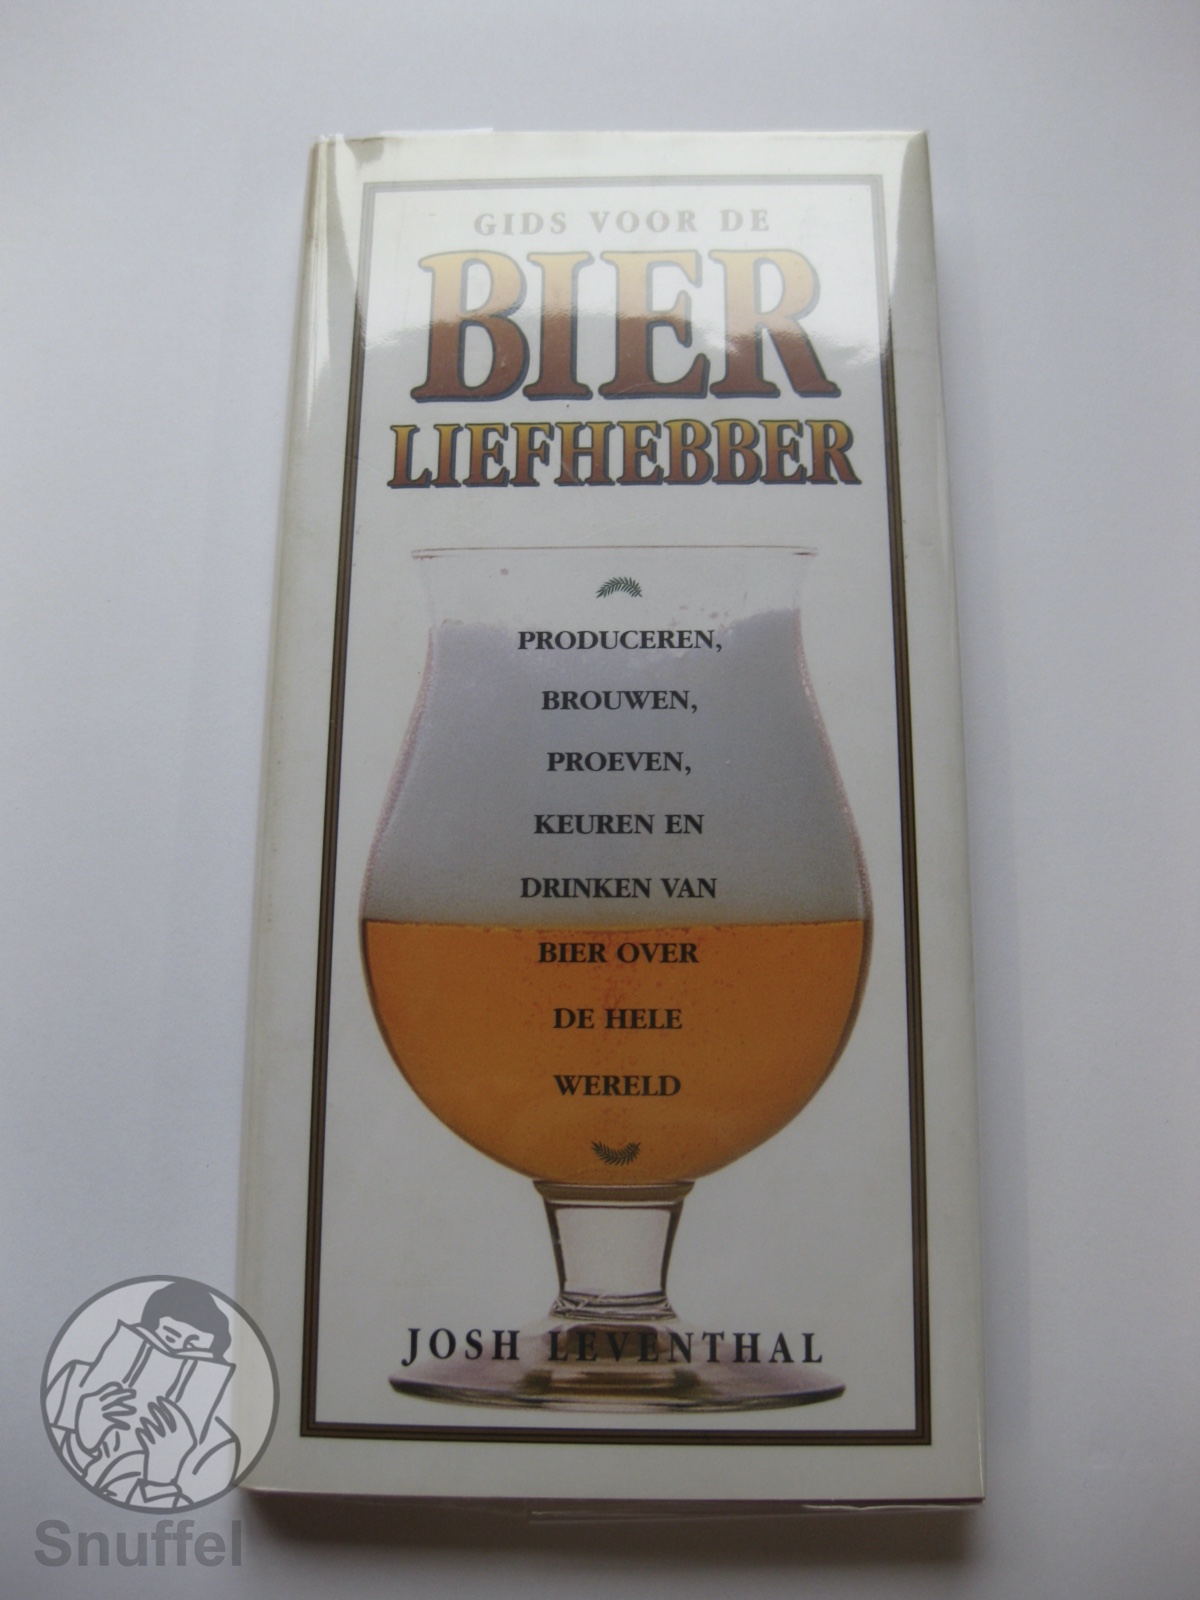 GIDS VOOR DE
BIER
LIEFHEBBER
PRODUCEREN,
BROUWEN,
PROEVEN,
KEUREN EN
DRINKEN VAN
BIER OVER
DE HELE
WERELD
JOSH LEVENTHAL
Snuffel